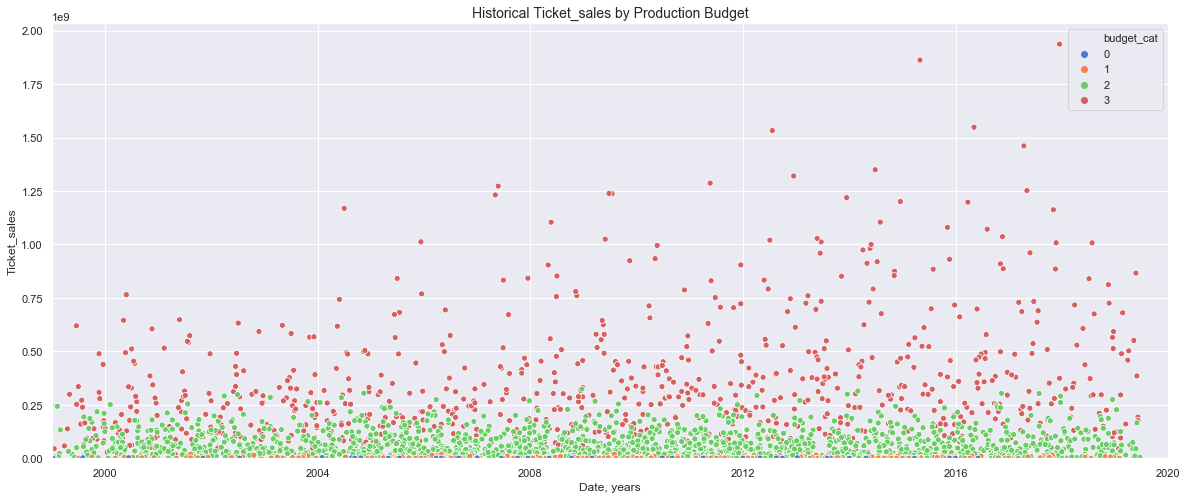 Historical Ticket_sales by Production Budget
1e9
2.00
1.75
1.50
1.25
1.00
0.75
0.50
0.25
0.00
Ticket_sales
budget_cat
0
1
2
3
2000 2004 2008 2012 2016 2020
Date, years